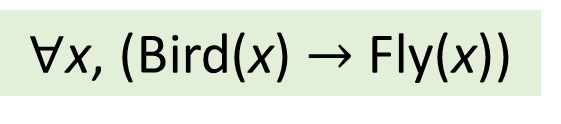 ∀x, (Bird(x) → Fly(x))